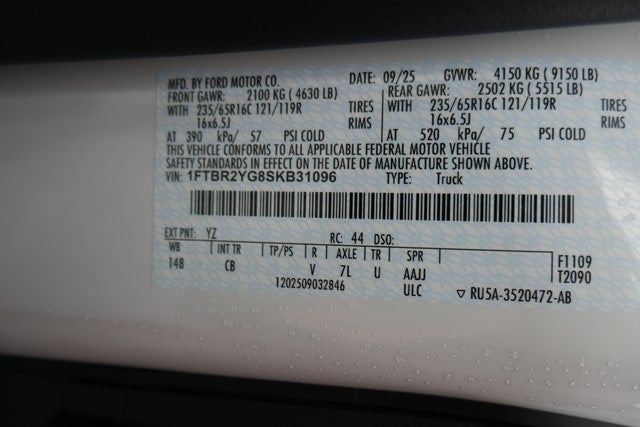 MFD. BY FORD MOTOR CO. DATE: 09/25 GVWR: 4150 KG ( 9150 LB)
FRONT GAWR: 2100 KG ( 4630 LB) REAR GAWR: 2502 KG ( 5515 LB)
WITH 235/65R16C 121/119R TIRES WITH 235/65R16C 121/119R TIRES
16x6.5J RIMS 16x6.5J RIMS
AT 390 kPa/ 57 PSI COLD AT 520 kPa/ 75 PSI COLD
THIS VEHICLE CONFORMS TO ALL APPLICABLE FEDERAL MOTOR VEHICLE
SAFETY STANDARDS IN EFFECT ON THE DATE OF MANUFACTURE SHOWN ABOVE.
VIN: 1FTBR2YG8SKB31096 TYPE: Truck
EXT PNT: YZ RC: 44 DSO:
WB INT TR TP/PS R AXLE TR SPR F1109
148 CB V 7L U AAJJ T2090
1202509032846 ULC ▽ RU5A-3520472-AB